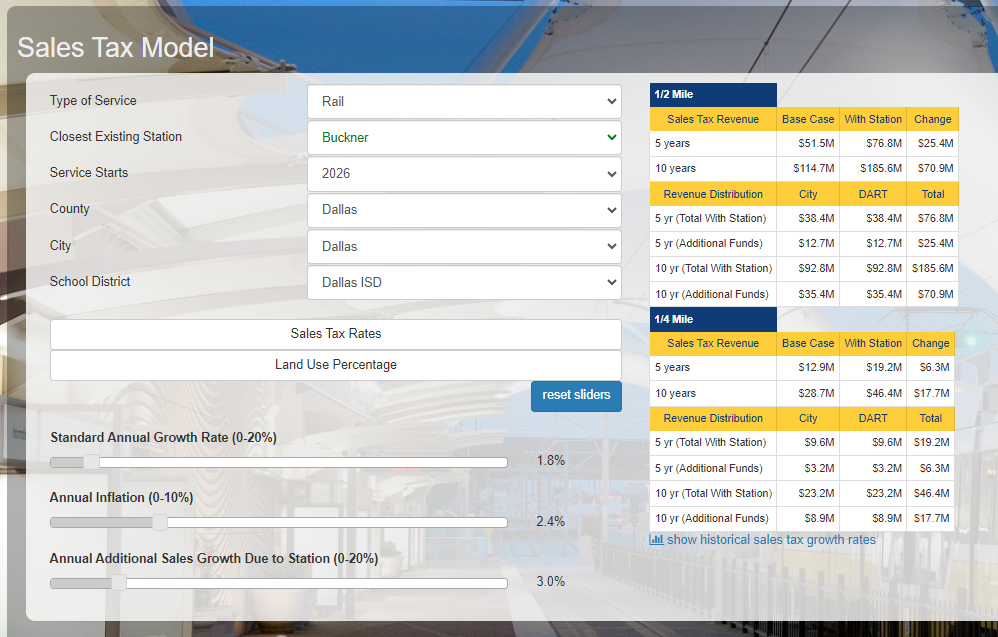 Sales Tax Model
Type of Service Rail
Closest Existing Station Buckner
Service Starts 2026
County Dallas
City Dallas
School District Dallas ISD
Sales Tax Rates
Land Use Percentage
reset sliders
Standard Annual Growth Rate (0-20%)
1.8%
Annual Inflation (0-10%)
2.4%
Annual Additional Sales Growth Due to Station (0-20%)
3.0%
1/2 Mile
Sales Tax Revenue Base Case With Station Change
5 years $51.5M $76.8M $25.4M
10 years $114.7M $185.6M $70.9M
Revenue Distribution City DART Total
5 yr (Total With Station) $38.4M $38.4M $76.8M
5 yr (Additional Funds) $12.7M $12.7M $25.4M
10 yr (Total With Station) $92.8M $92.8M $185.6M
10 yr (Additional Funds) $35.4M $35.4M $70.9M
1/4 Mile
Sales Tax Revenue Base Case With Station Change
5 years $12.9M $19.2M $6.3M
10 years $28.7M $46.4M $17.7M
Revenue Distribution City DART Total
5 yr (Total With Station) $9.6M $9.6M $19.2M
5 yr (Additional Funds) $3.2M $3.2M $6.3M
10 yr (Total With Station) $23.2M $23.2M $46.4M
10 yr (Additional Funds) $8.9M $8.9M $17.7M
show historical sales tax growth rates